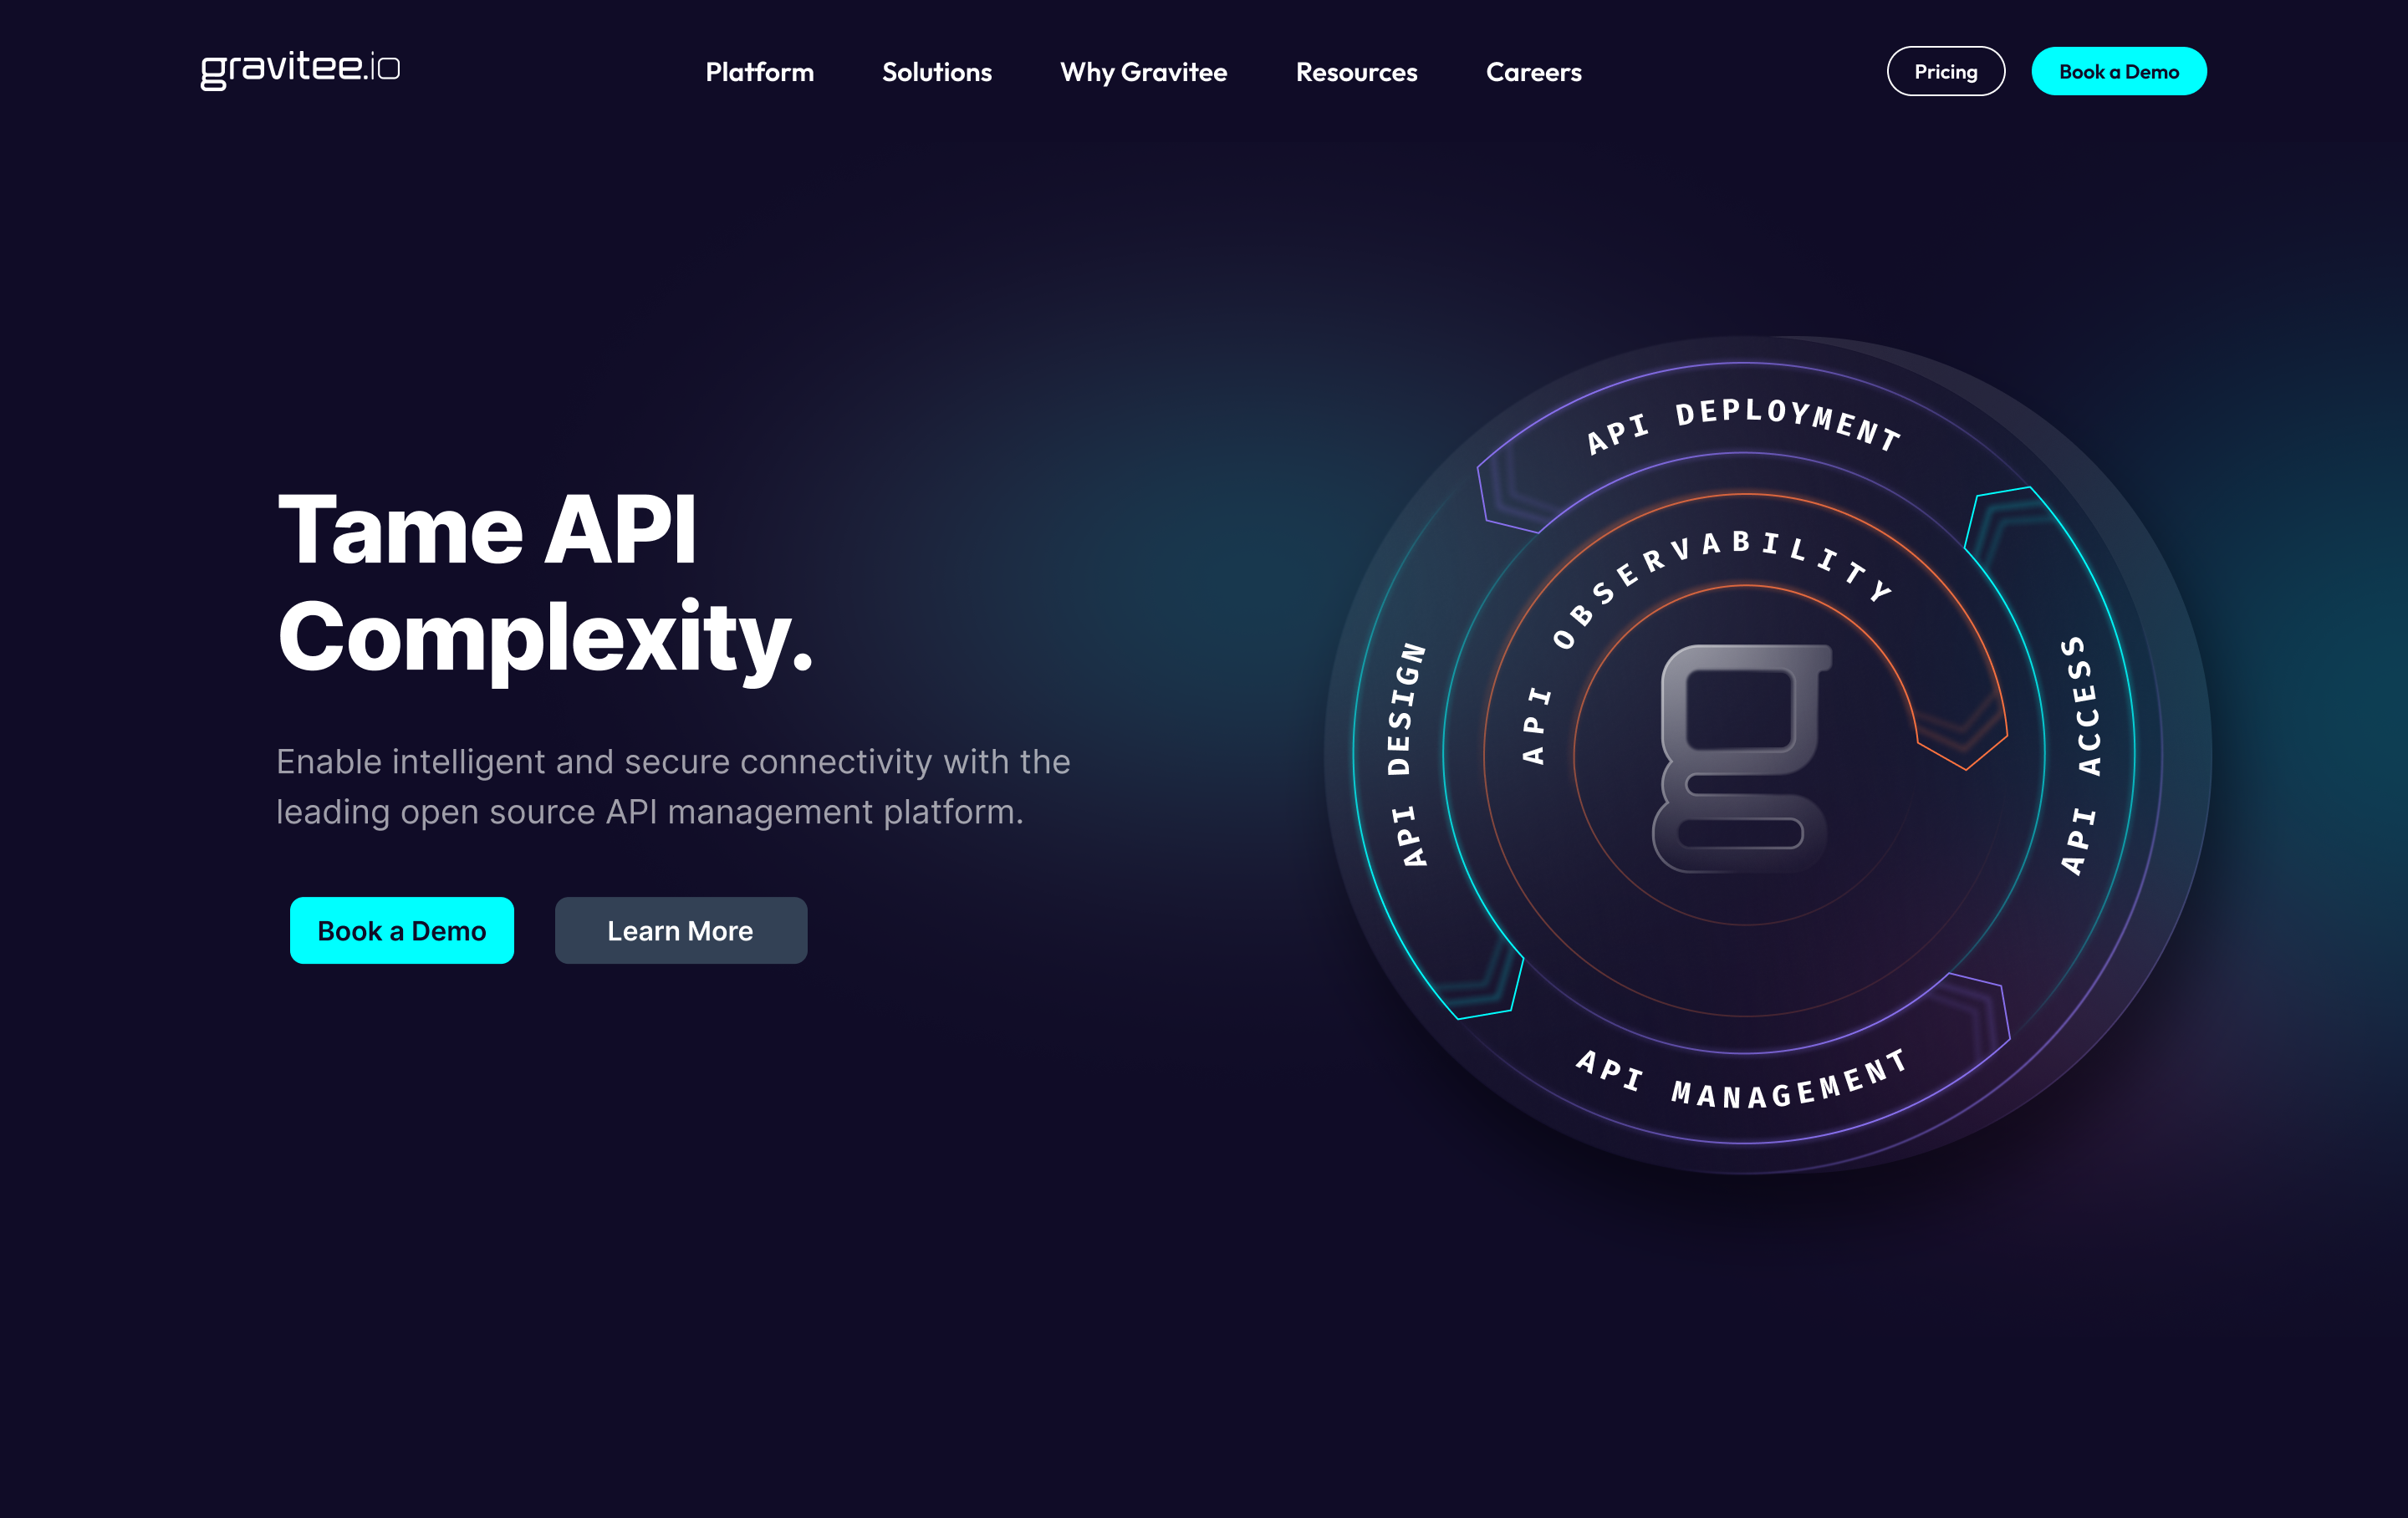 gravitee.io
Platform
Solutions
Why Gravitee
Resources
Careers
Pricing
Book a Demo
Tame API
Complexity.
Enable intelligent and secure connectivity with the
leading open source API management platform.
Book a Demo
Learn More
API DEPLOYMENT
API OBSERVABILITY
API DESIGN
API ACCESS
API MANAGEMENT
g